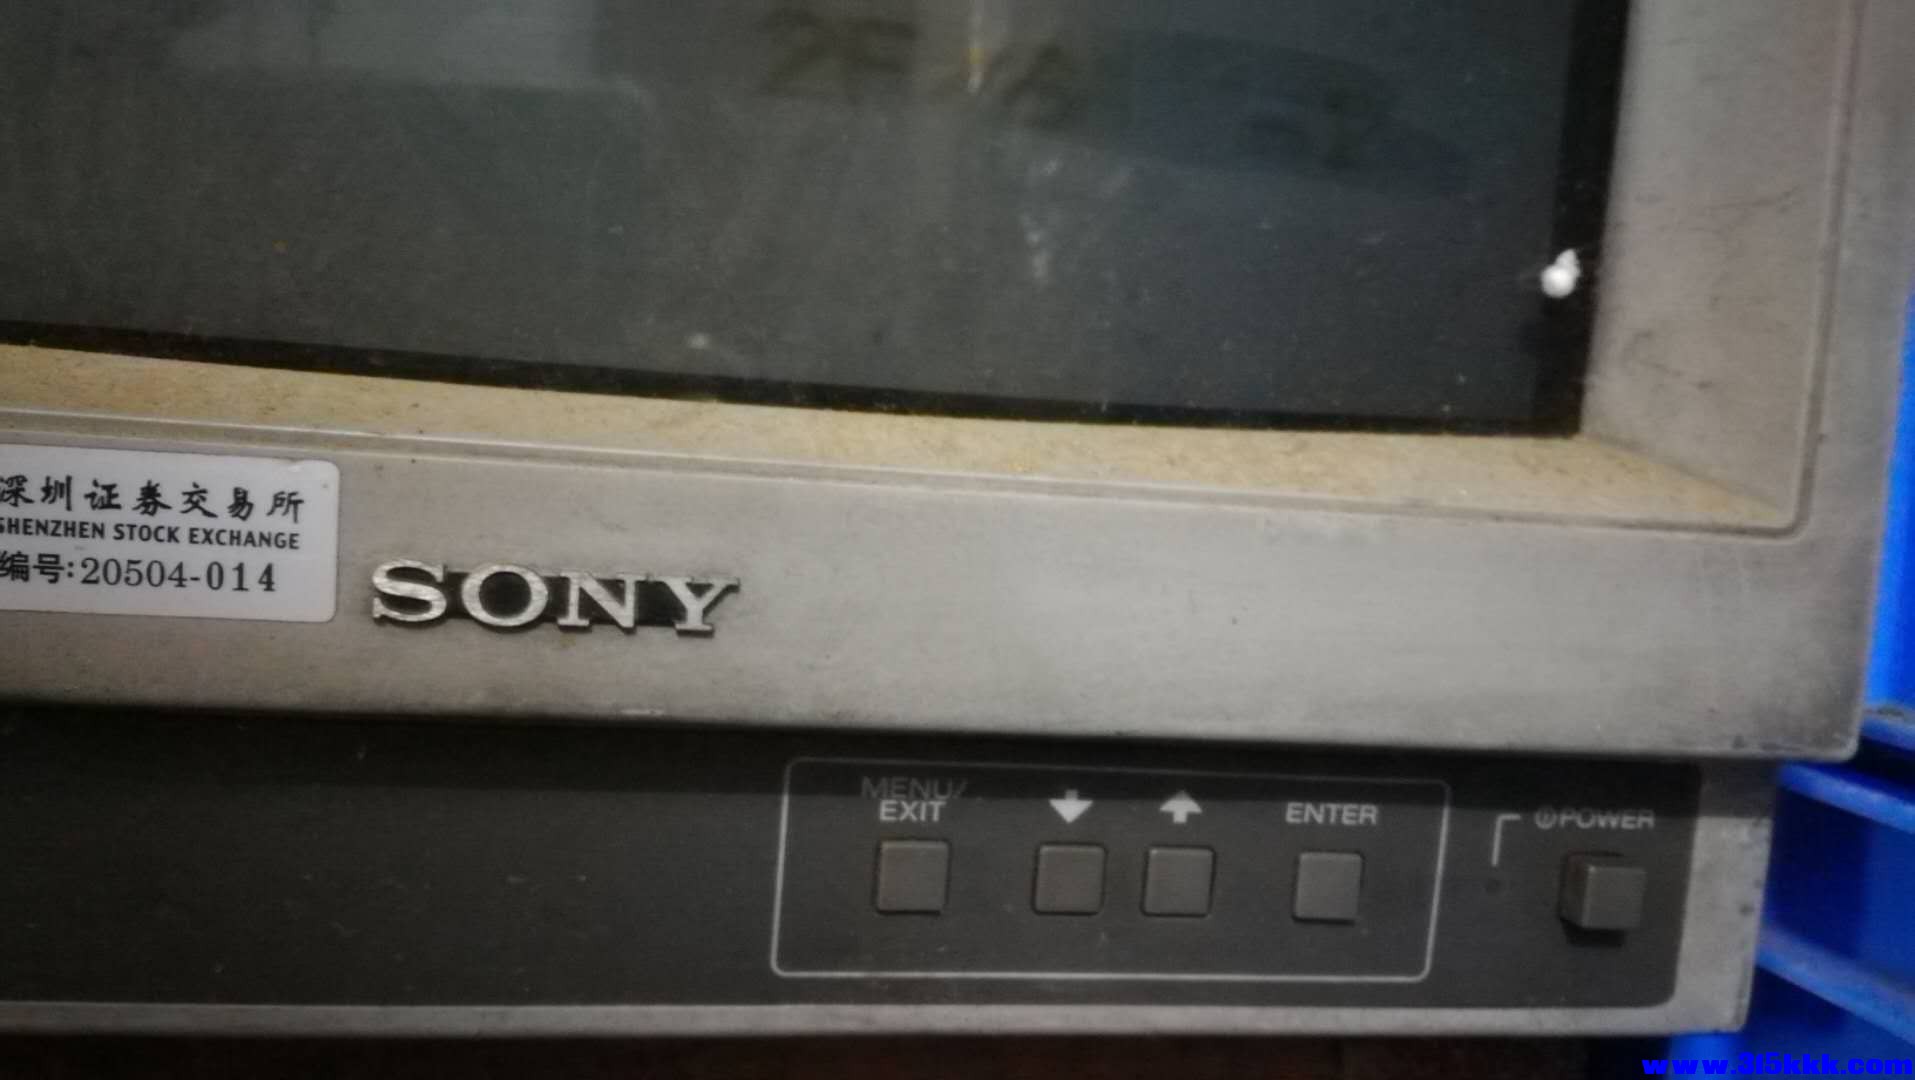 深圳证券交易所
SHENZHEN STOCK EXCHANGE
编号:20504-014
SONY
MENU/
EXIT
ENTER
POWER
www.315kkk.com